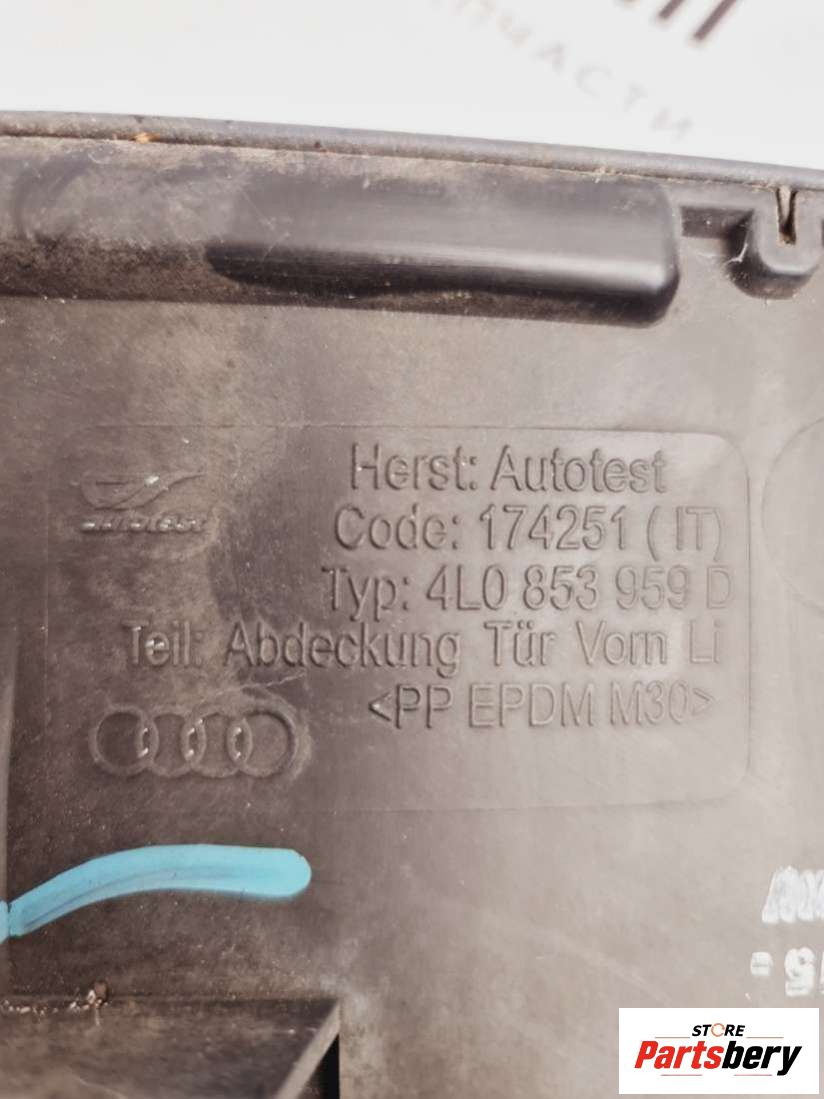 ЧАСТИ
Herst: Autotest
Code: 174251 ( IT)
Typ: 4L0 853 959 D
Teil: Abdeckung Tür Vorn Li
<PP EPDM M30>
STORE
Partsbery